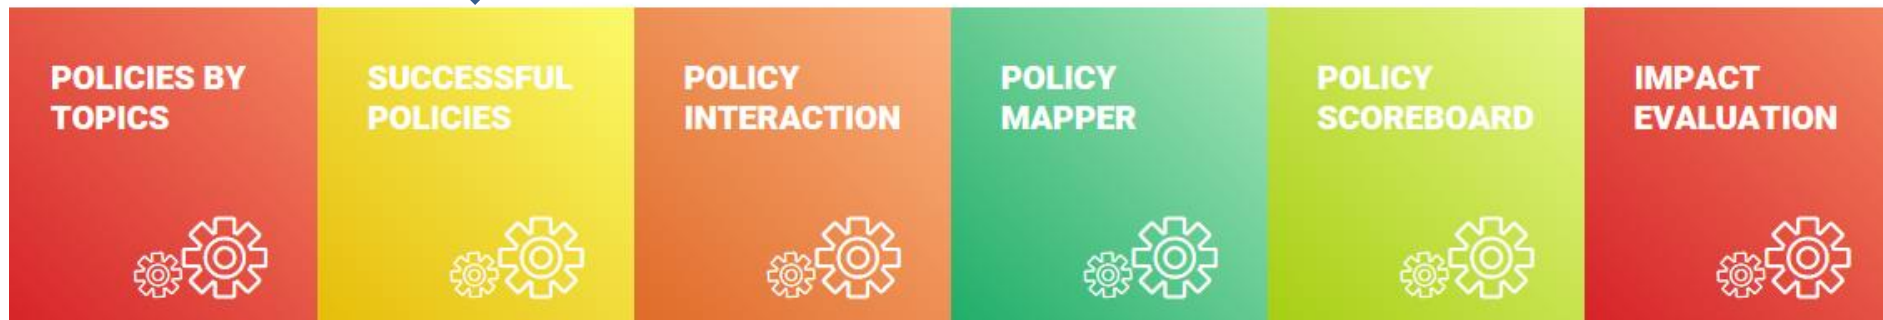 POLICIES BY
TOPICS
SUCCESSFUL
POLICIES
POLICY
INTERACTION
POLICY
MAPPER
POLICY
SCOREBOARD
IMPACT
EVALUATION